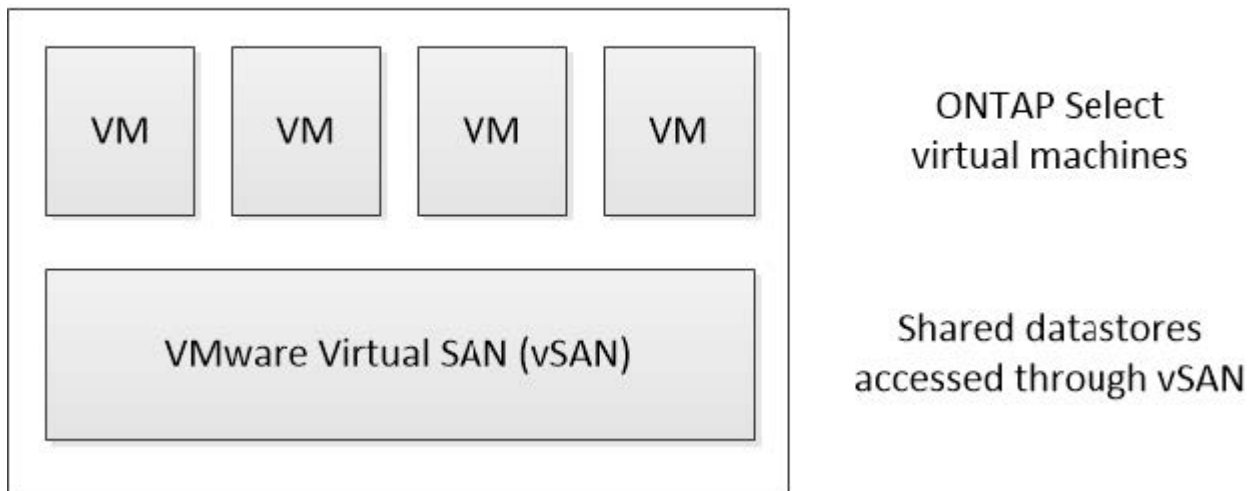 VM
VM
VM
VM
ONTAP Select
virtual machines
VMware Virtual SAN (vSAN)
Shared datastores
accessed through vSAN